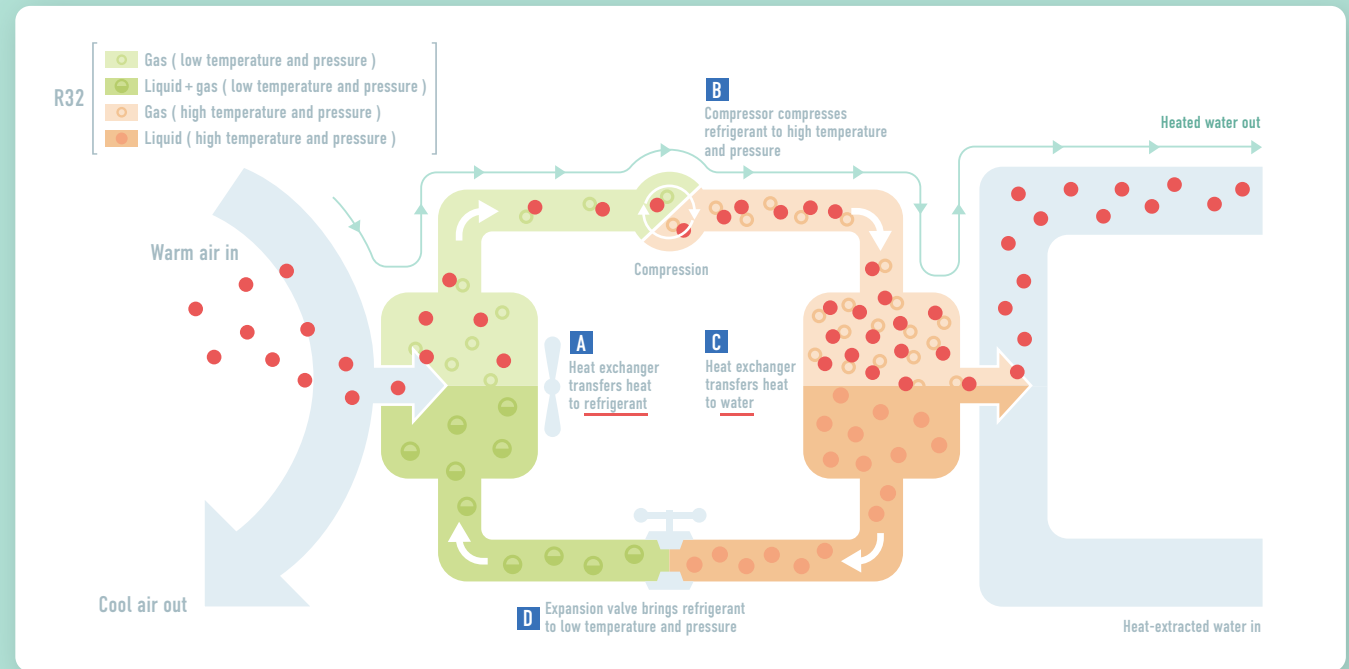 R32
Gas ( low temperature and pressure )
Liquid + gas ( low temperature and pressure )
Gas ( high temperature and pressure )
Liquid ( high temperature and pressure )
B
Compressor compresses
refrigerant to high temperature
and pressure
Heated water out
Warm air in
Compression
A
Heat exchanger
transfers heat
to refrigerant
C
Heat exchanger
transfers heat
to water
Cool air out
D
Expansion valve brings refrigerant
to low temperature and pressure
Heat-extracted water in